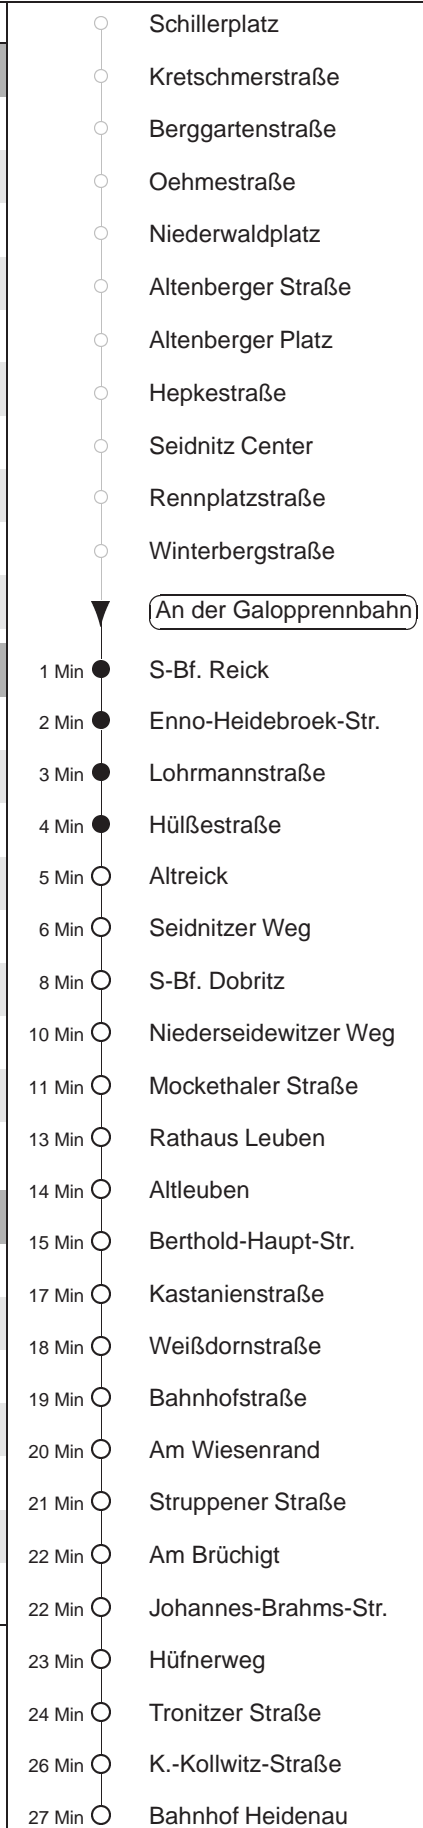 Schillerplatz
Kretschmerstraße
Berggartenstraße
Oehmestraße
Niederwaldplatz
Altenberger Straße
Altenberger Platz
Hepkestraße
Seidnitz Center
Rennplatzstraße
Winterbergstraße
An der Galopprennbahn
1 Min S-Bf. Reick
2 Min Enno-Heidebroek-Str.
3 Min Lohrmannstraße
4 Min Hülßestraße
5 Min Altreick
6 Min Seidnitzer Weg
8 Min S-Bf. Dobritz
10 Min Niederseidewitzer Weg
11 Min Mockethaler Straße
13 Min Rathaus Leuben
14 Min Altleuben
15 Min Berthold-Haupt-Str.
17 Min Kastanienstraße
18 Min Weißdornstraße
19 Min Bahnhofstraße
20 Min Am Wiesenrand
21 Min Struppener Straße
22 Min Am Brüchigt
22 Min Johannes-Brahms-Str.
23 Min Hüfnerweg
24 Min Tronitzer Straße
26 Min K.-Kollwitz-Straße
27 Min Bahnhof Heidenau